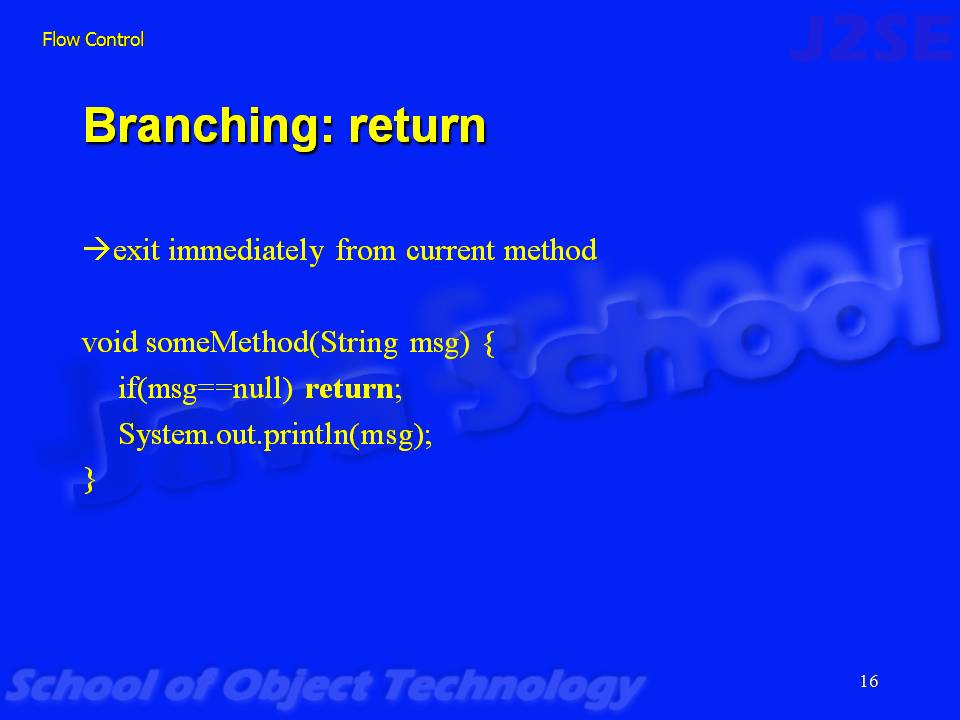 Flow Control
J2SE
Branching: return
→exit immediately from current method
void someMethod(String msg) {
if(msg==null) return;
System.out.println(msg);
}
Java School
School of Object Technology
16